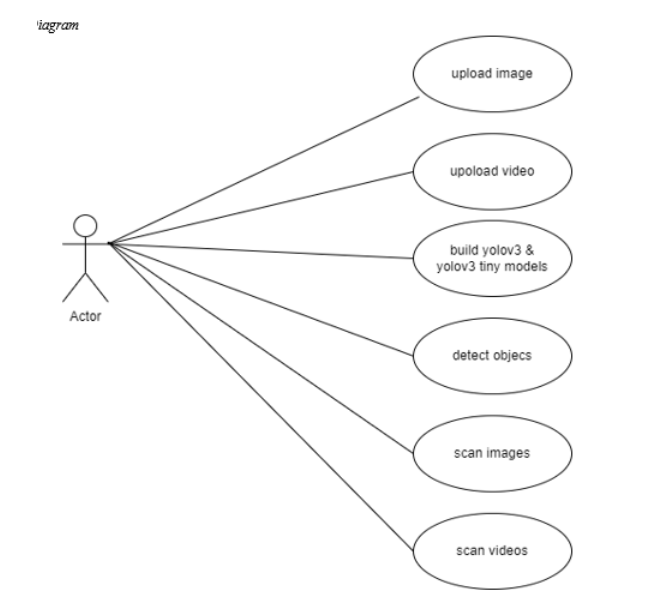 iagram
upload image
upoload video
build yolov3 &
yolov3 tiny models
Actor
detect objecs
scan images
scan videos